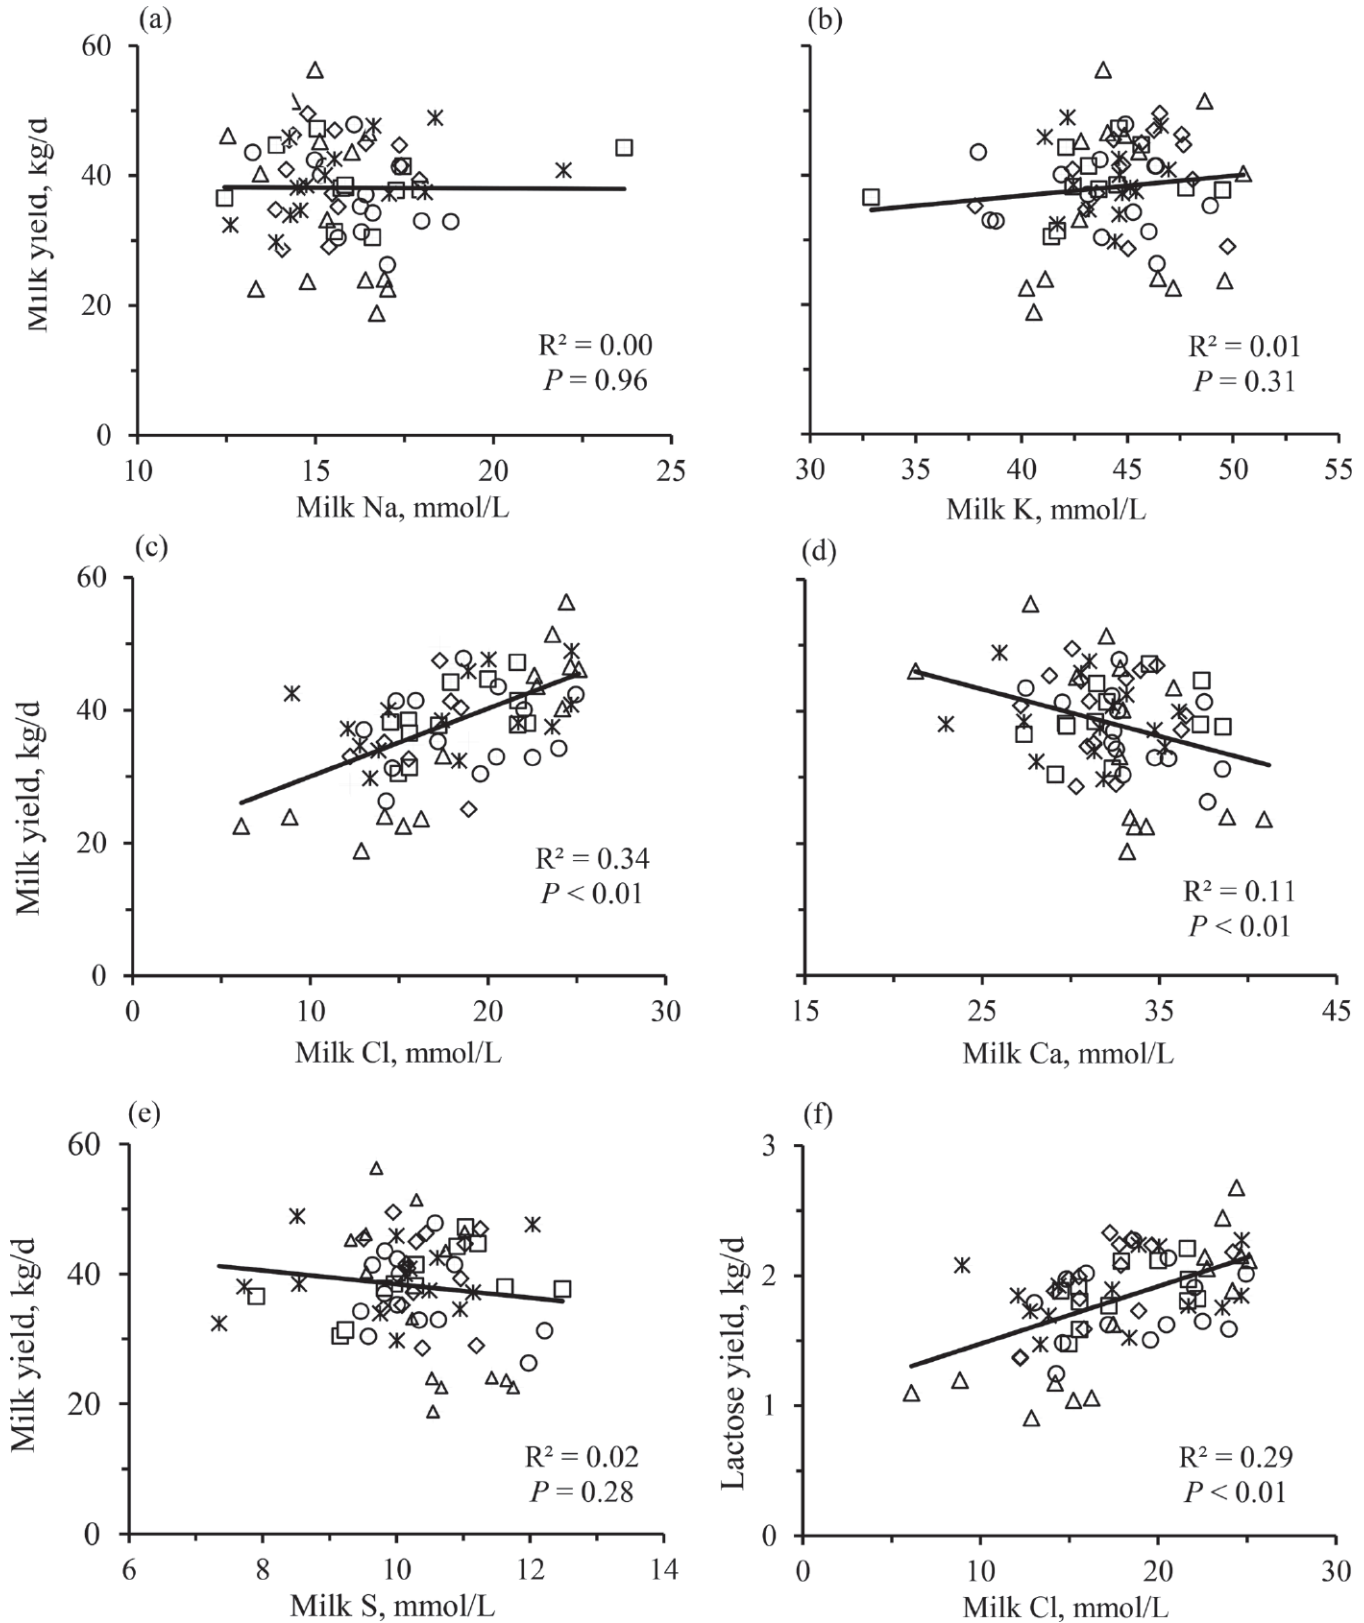 (a)
60
40
20
0
Milk yield, kg/d
R² = 0.00
P = 0.96
10 15 20 25
Milk Na, mmol/L
(b)
R² = 0.01
P = 0.31
30 35 40 45 50 55
Milk K, mmol/L
(c)
60
40
20
0
Milk yield, kg/d
R² = 0.34
P < 0.01
0 10 20 30
Milk Cl, mmol/L
(d)
R² = 0.11
P < 0.01
15 25 35 45
Milk Ca, mmol/L
(e)
60
40
20
0
Milk yield, kg/d
R² = 0.02
P = 0.28
6 8 10 12 14
Milk S, mmol/L
(f)
3
2
1
0
Lactose yield, kg/d
R² = 0.29
P < 0.01
0 10 20 30
Milk Cl, mmol/L